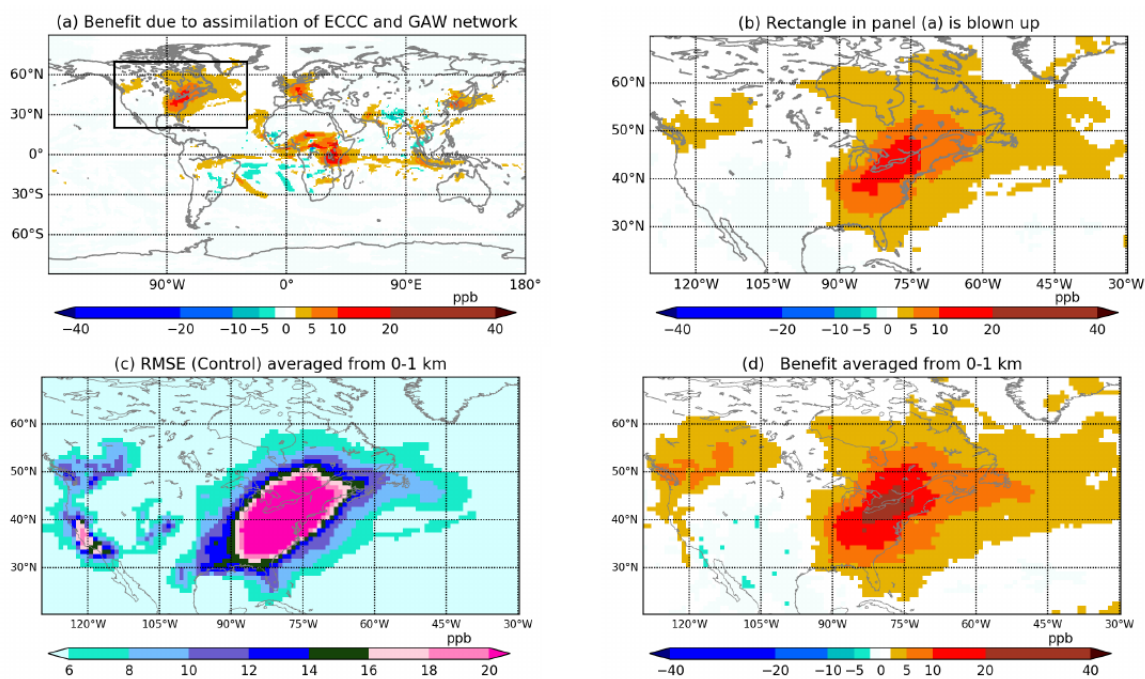 (a) Benefit due to assimilation of ECCC and GAW network
60°N
30°N
0°
30°S
60°S
90°W 0° 90°E 180°
ppb
−40 −20 −10 −5 0 5 10 20 40
(b) Rectangle in panel (a) is blown up
60°N
50°N
40°N
30°N
120°W 105°W 90°W 75°W 60°W 45°W 30°W
ppb
−40 −20 −10 −5 0 2 5 10 20 40
(c) RMSE (Control) averaged from 0-1 km
60°N
50°N
40°N
30°N
120°W 105°W 90°W 75°W 60°W 45°W 30°W
ppb
6 8 10 12 14 16 18 20
(d) Benefit averaged from 0-1 km
60°N
50°N
40°N
30°N
120°W 105°W 90°W 75°W 60°W 45°W 30°W
ppb
−40 −20 −10 −5 0 2 5 10 20 40